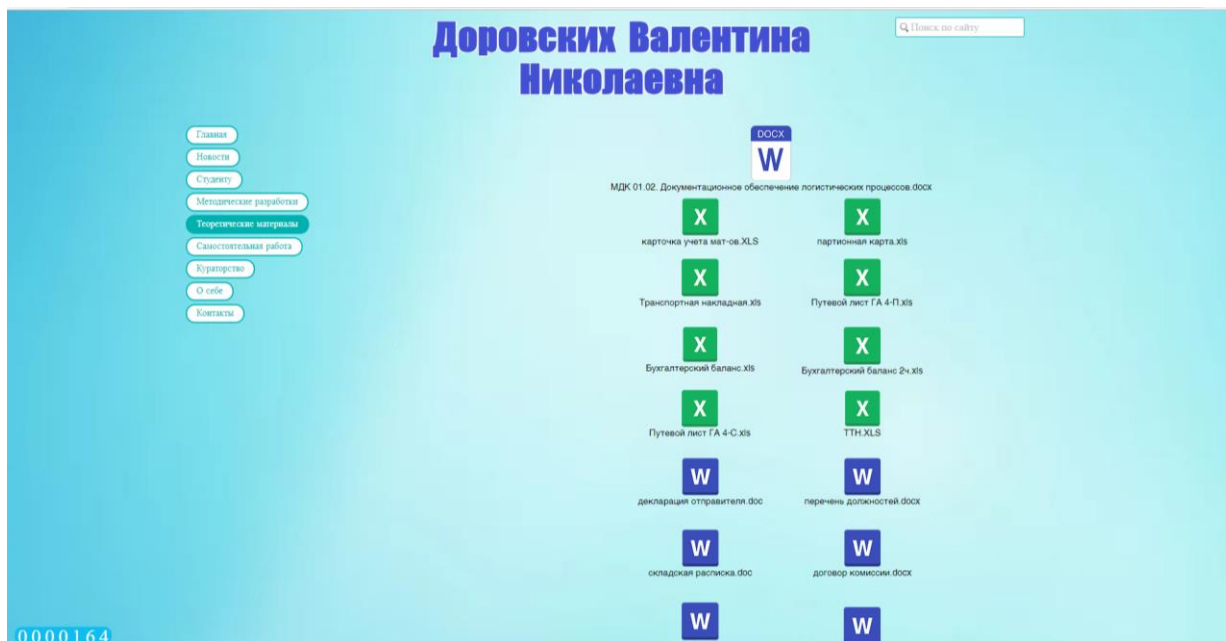 Доровских Валентина
Николаевна
Поиск по сайту
Главная
Новости
Студенту
Методические разработки
Теоретические материалы
Самостоятельная работа
Кураторство
О себе
Контакты
DOCX
W
МДК 01.02. Документационное обеспечение логистических процессов.docx
X X
карточка учета мат-ов.XLS партионная карта.xls
X X
Транспортная накладная.xls Путевой лист ГА 4-П.xls
X X
Бухгалтерский баланс.xls Бухгалтерский баланс 2ч.xls
X X
Путевой лист ГА 4-С.xls ТТН.XLS
W W
декларация отправителя.doc перечень должностей.docx
W W
складская расписка.doc договор комиссии.docx
W W
0000164